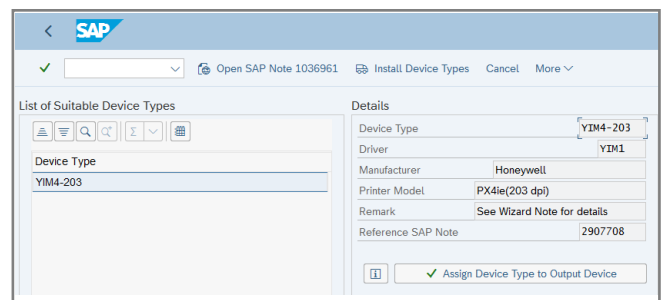 SAP
Open SAP Note 1036961 Install Device Types Cancel More
List of Suitable Device Types
Device Type
YIM4-203
Details
Device Type YIM4-203
Driver YIM1
Manufacturer Honeywell
Printer Model PX4ie(203 dpi)
Remark See Wizard Note for details
Reference SAP Note 2907708
Assign Device Type to Output Device